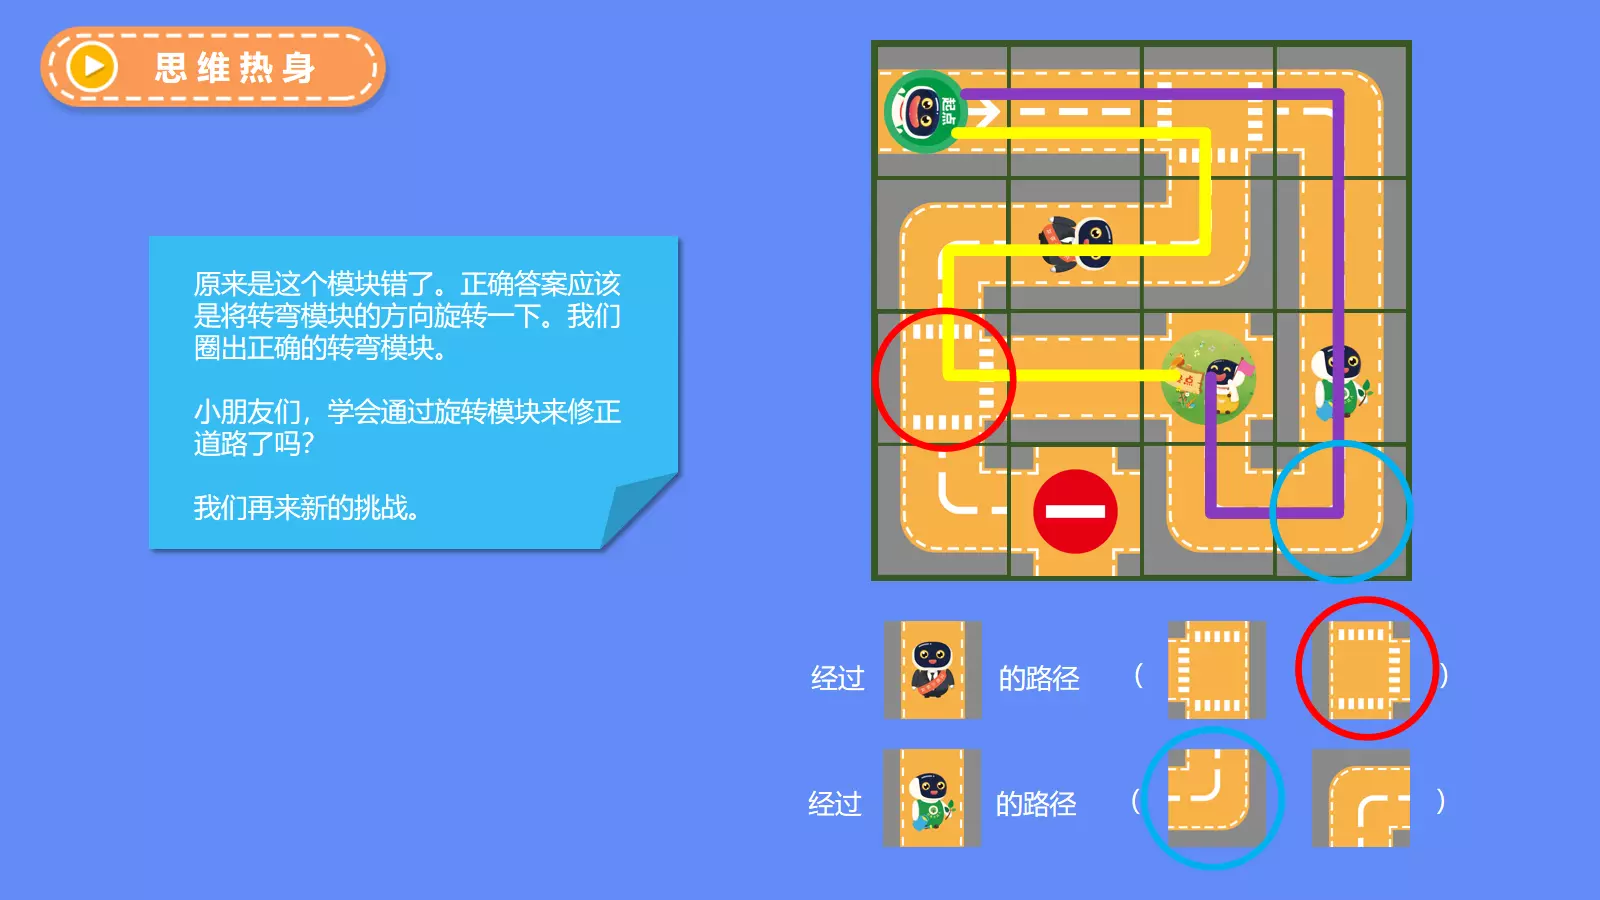 思维热身
起点
原来是这个模块错了。正确答案应该
是将转弯模块的方向旋转一下。我们
圈出正确的转弯模块。
小朋友们，学会通过旋转模块来修正
道路了吗？
我们再来新的挑战。
经过 的路径 （ ）
经过 的路径 （ ）